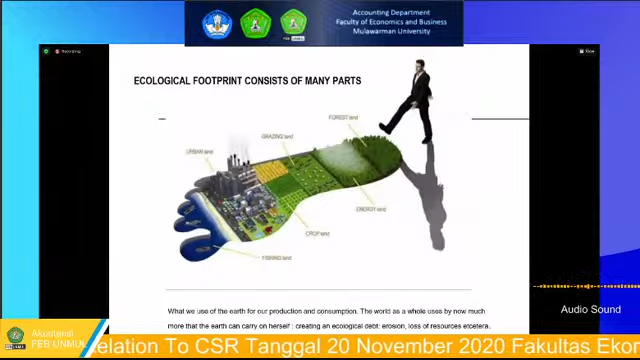 Accounting Department
Faculty of Economics and Business
Mulawarman University
Recording
View
ECOLOGICAL FOOTPRINT CONSISTS OF MANY PARTS
FOREST land
GRAZING land
URBAN land
ENERGY land
CROP land
FISHING land
What we use of the earth for our production and consumption. The world as a whole uses by now much
more that the earth can carry on herself : creating an ecological debt: erosion, loss of resources etcetera.
Audio Sound
Akuntansi
FEB UNMUL
elation To CSR Tanggal 20 November 2020 Fakultas Ekon